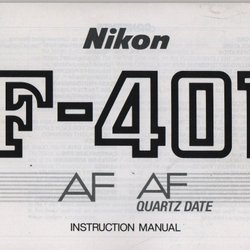 Nikon
F-401
AF AF
QUARTZ DATE
INSTRUCTION MANUAL